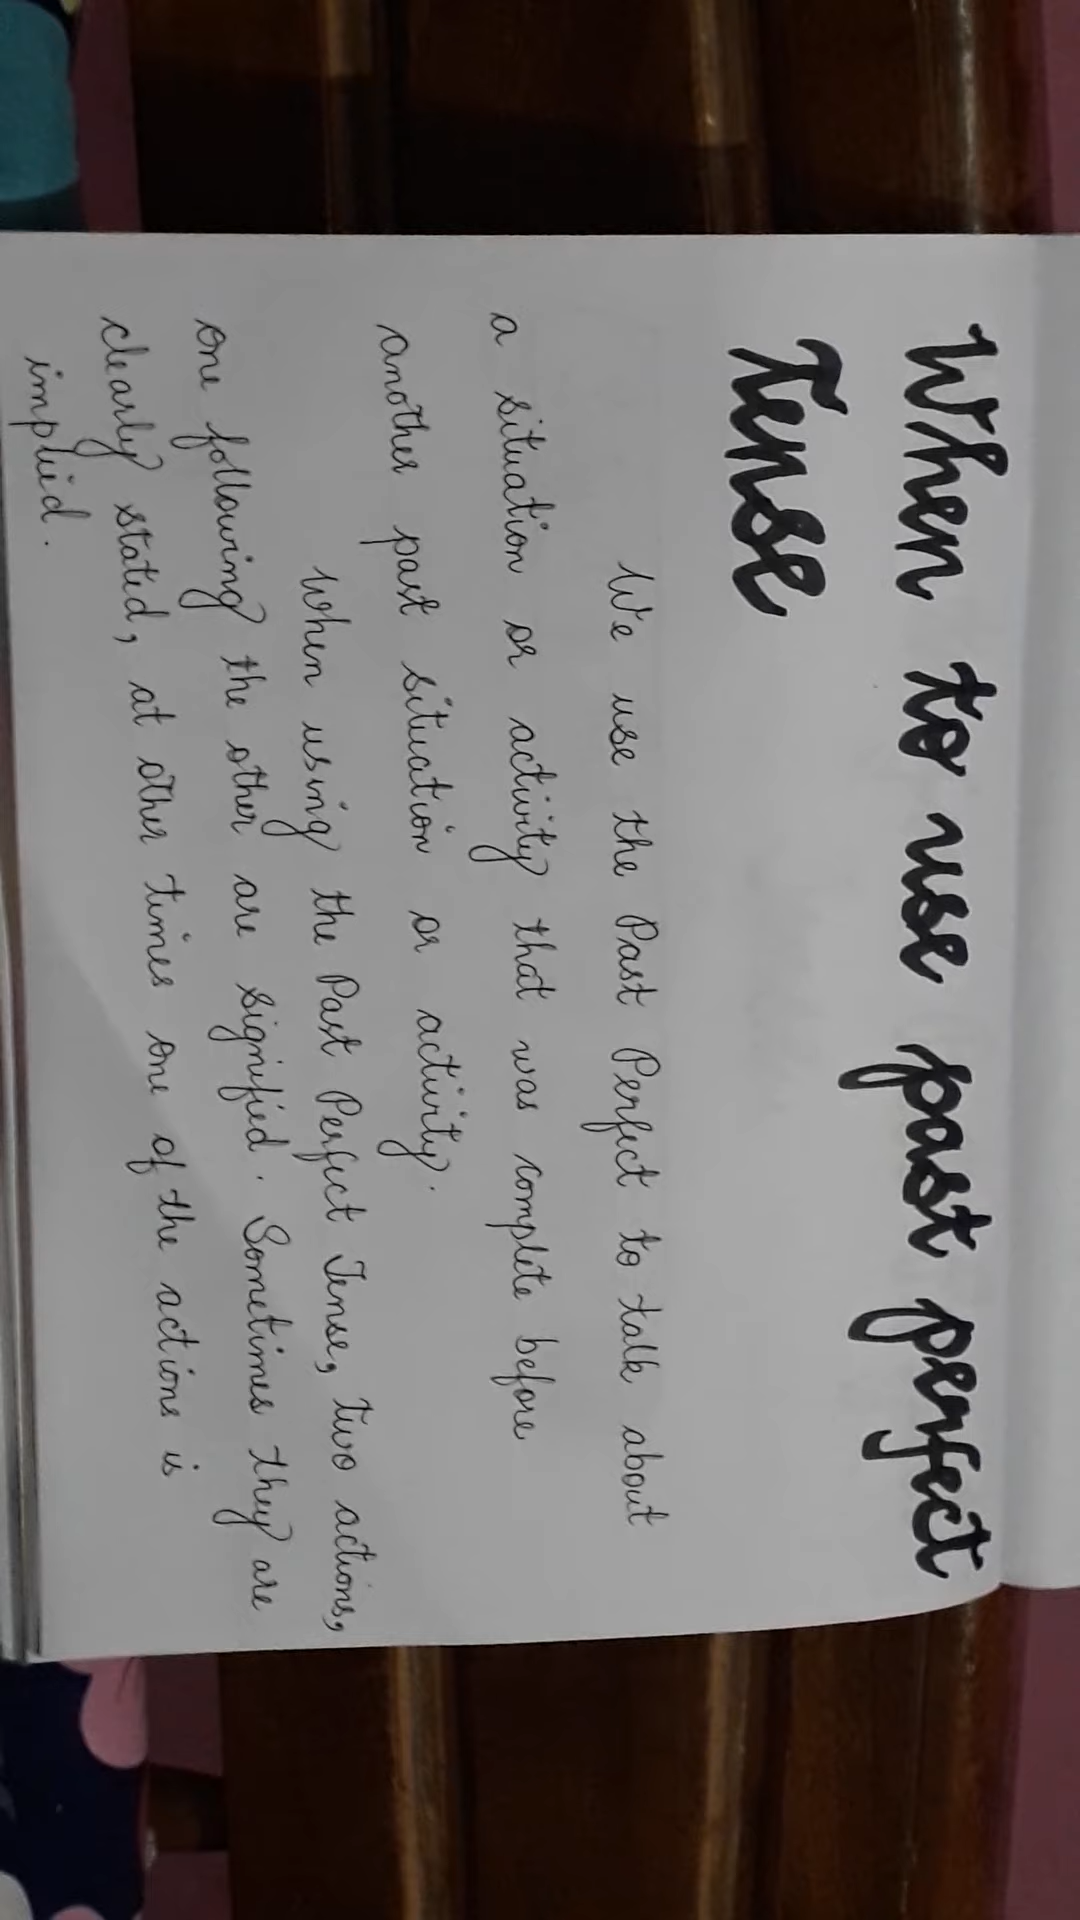 When to use past perfect
Tense
We use the Past Perfect to talk about
a situation or activity that was complete before
another past situation or activity.
When using the Past Perfect Tense, two actions,
one following the other are signified. Sometimes they are
clearly stated, at other times one of the actions is
implied.